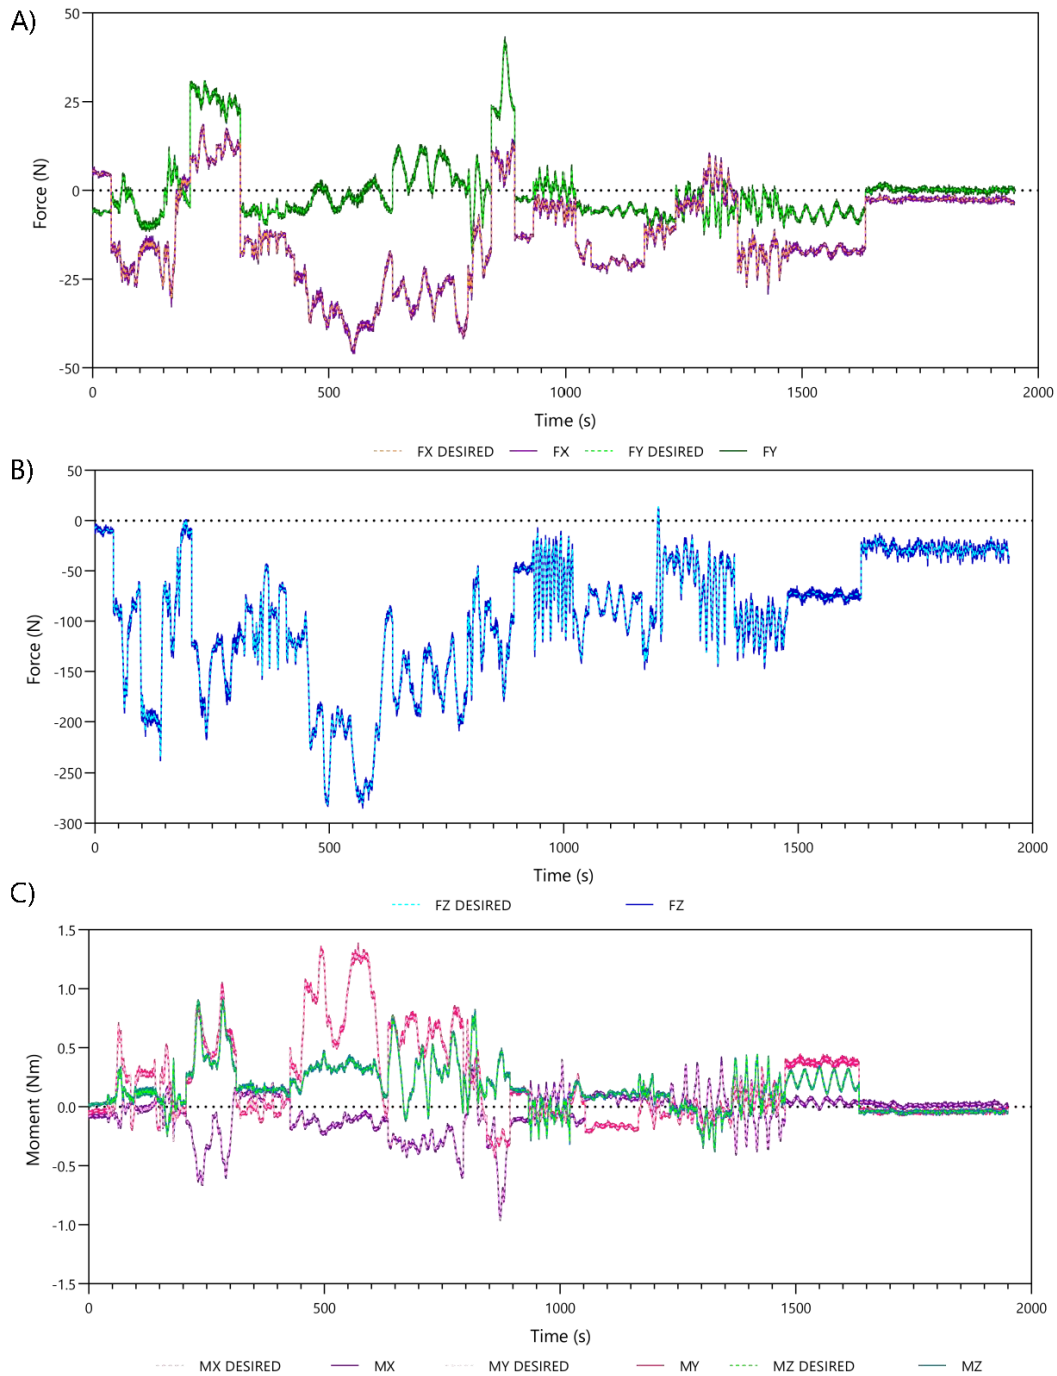 A)
50
25
0
-25
-50
Force (N)
0 500 1000 1500 2000
Time (s)
FX DESIRED FX FY DESIRED FY
B)
50
0
-50
-100
-150
-200
-250
-300
Force (N)
0 500 1000 1500 2000
Time (s)
FZ DESIRED FZ
C)
1.5
1.0
0.5
0.0
-0.5
-1.0
-1.5
Moment (Nm)
0 500 1000 1500 2000
Time (s)
MX DESIRED MX MY DESIRED MY MZ DESIRED MZ